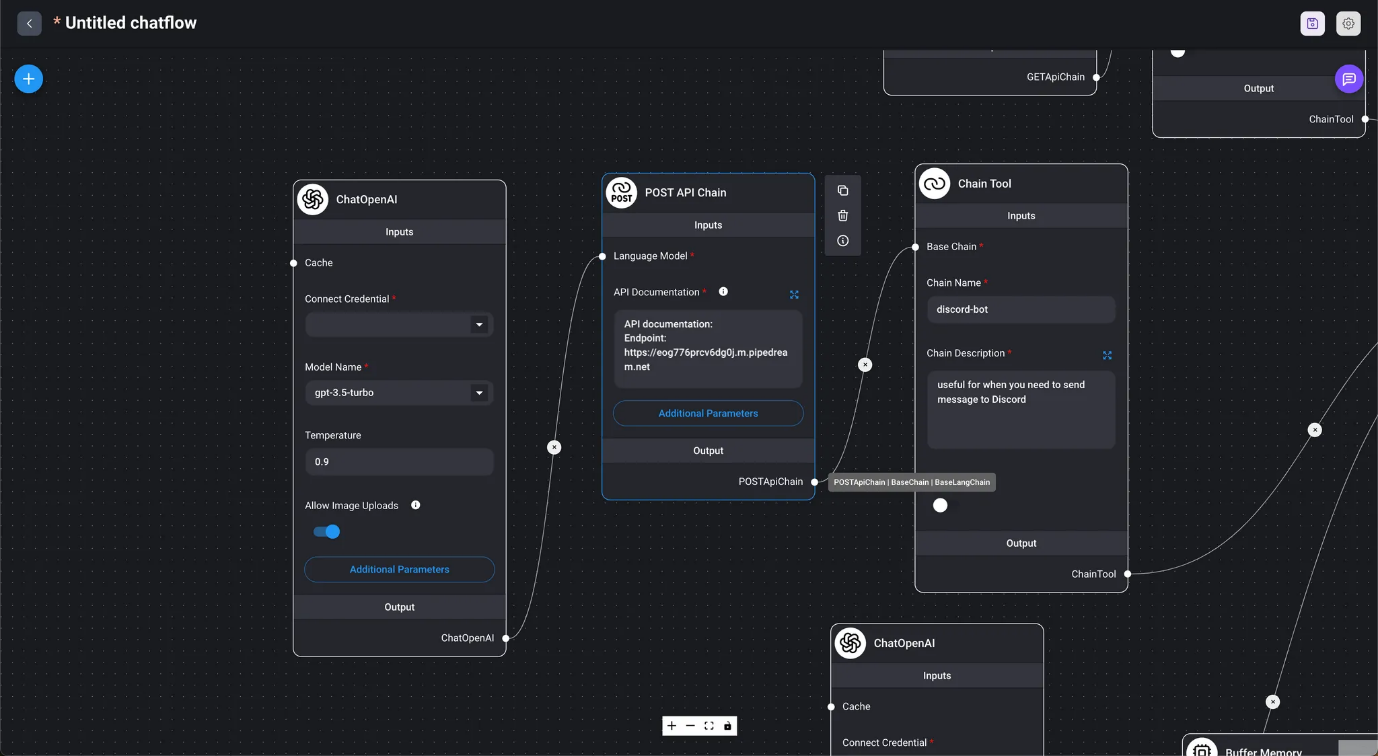 * Untitled chatflow
GETApiChain
Output
ChainTool
ChatOpenAI
Inputs
Cache
Connect Credential *
Model Name *
gpt-3.5-turbo
Temperature
0.9
Allow Image Uploads
Additional Parameters
Output
ChatOpenAI
POST
POST API Chain
Inputs
Language Model *
API Documentation *
API documentation:
Endpoint:
https://eog776prcv6dg0j.m.pipedrea
m.net
Additional Parameters
Output
POSTApiChain
POSTApiChain | BaseChain | BaseLangChain
Chain Tool
Inputs
Base Chain *
Chain Name *
discord-bot
Chain Description *
useful for when you need to send
message to Discord
Output
ChainTool
ChatOpenAI
Inputs
Cache
Connect Credential *
Buffer Memory